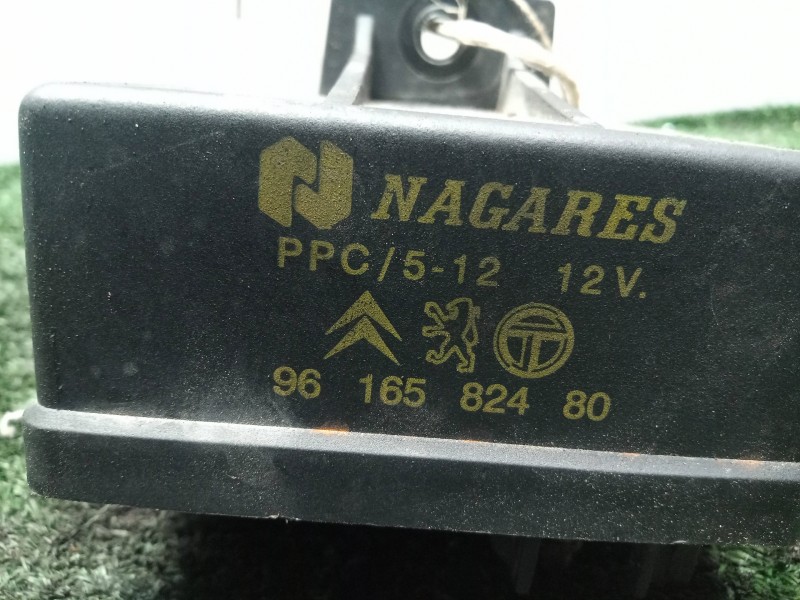 NAGARES
PPC/5-12 12V.
96 165 824 80